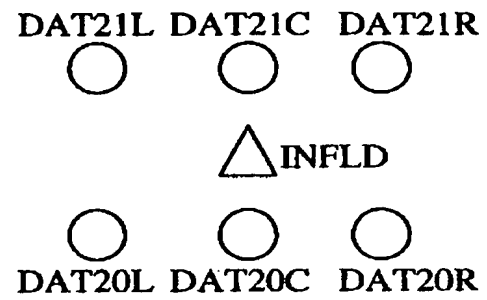 DAT21L DAT21C DAT21R
INFLD
DAT20L DAT20C DAT20R